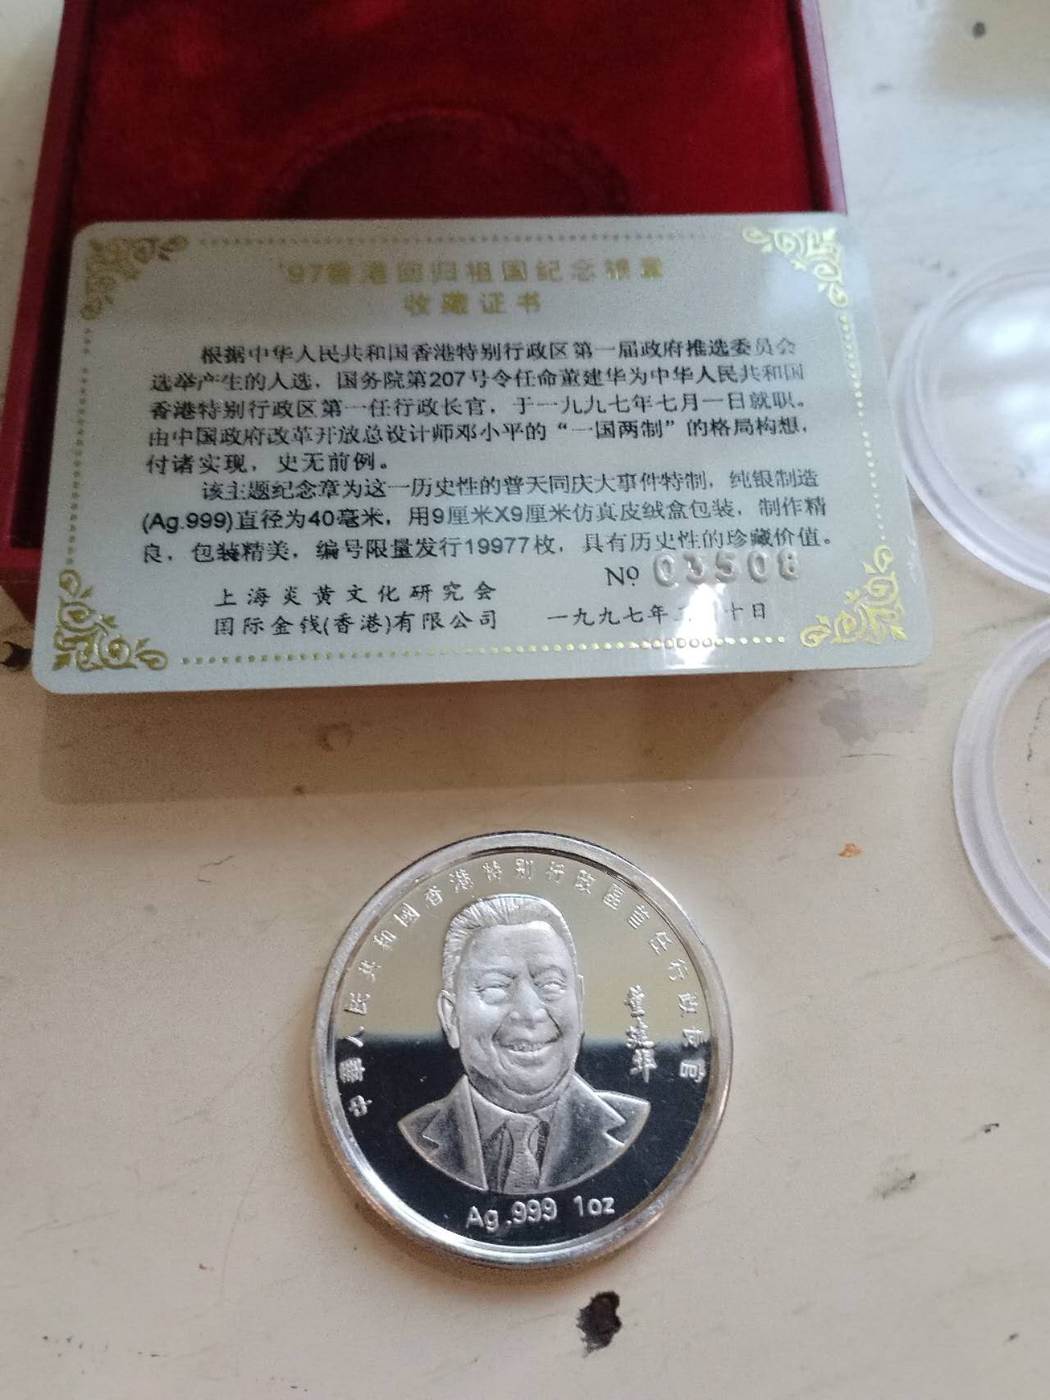 '97香港回归祖国纪念银章
收藏证书
根据中华人民共和国香港特别行政区第一届政府推选委员会
选举产生的人选，国务院第207号令任命董建华为中华人民共和国
香港特别行政区第一任行政长官，于一九九七年七月一日就职。
由中国政府改革开放总设计师邓小平的“一国两制”的格局构想，
付诸实现，史无前例。
该主题纪念章为这一历史性的普天同庆大事件特制，纯银制造
(Ag.999)直径为40毫米，用9厘米X9厘米仿真皮绒盒包装，制作精
良，包装精美，编号限量发行19977枚，具有历史性的珍藏价值。
№ 03508
上海炎黄文化研究会
国际金钱(香港)有限公司
一九九七年二月十日
中華人民共和國香港特别行政區首任行政長官
董建華
Ag.999 1oz